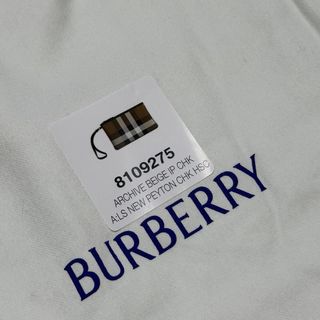 8109275
ARCHIVE BEIGE IP CHK
A:LS NEW PEYTON CHK HSC
BURBERRY